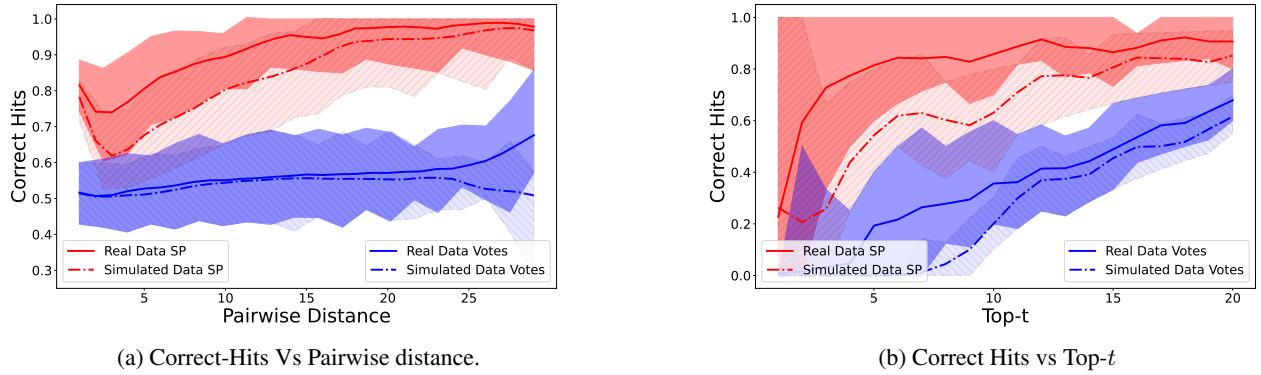 1.0
0.9
0.8
0.7
0.6
0.5
0.4
0.3
Correct Hits
Real Data SP
Simulated Data SP
Real Data Votes
Simulated Data Votes
5
10
15
20
25
Pairwise Distance
(a) Correct-Hits Vs Pairwise distance.
1.0
0.8
0.6
0.4
0.2
0.0
Correct Hits
Real Data SP
Simulated Data SP
Real Data Votes
Simulated Data Votes
5
10
15
20
Top-t
(b) Correct Hits vs Top-t